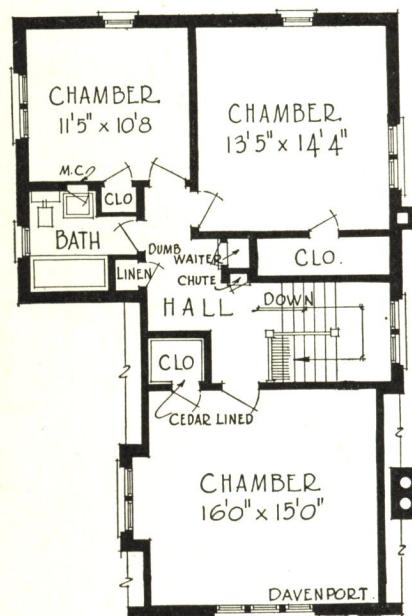 CHAMBER
11'5" x 10'8
CHAMBER
13'5" x 14'4"
M.C.
CLO
BATH
LINEN
DUMB
WAITER
CHUTE
CLO.
HALL
DOWN
CLO
CEDAR LINED
CHAMBER
16'0" x 15'0"
DAVENPORT.